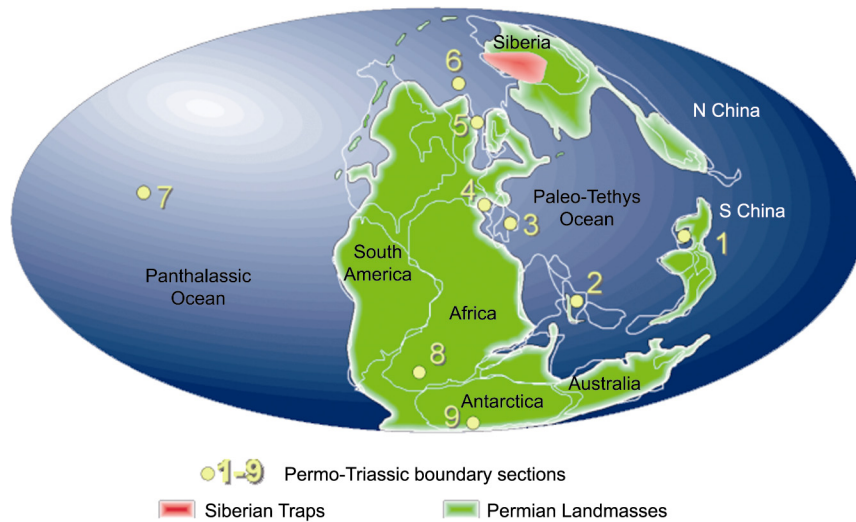 Siberia
6
N China
5
7
4
Paleo-Tethys
Ocean
S China
3
1
South
America
Panthalassic
Ocean
2
Africa
8
Australia
Antarctica
9
1-9 Permo-Triassic boundary sections
Siberian Traps
Permian Landmasses